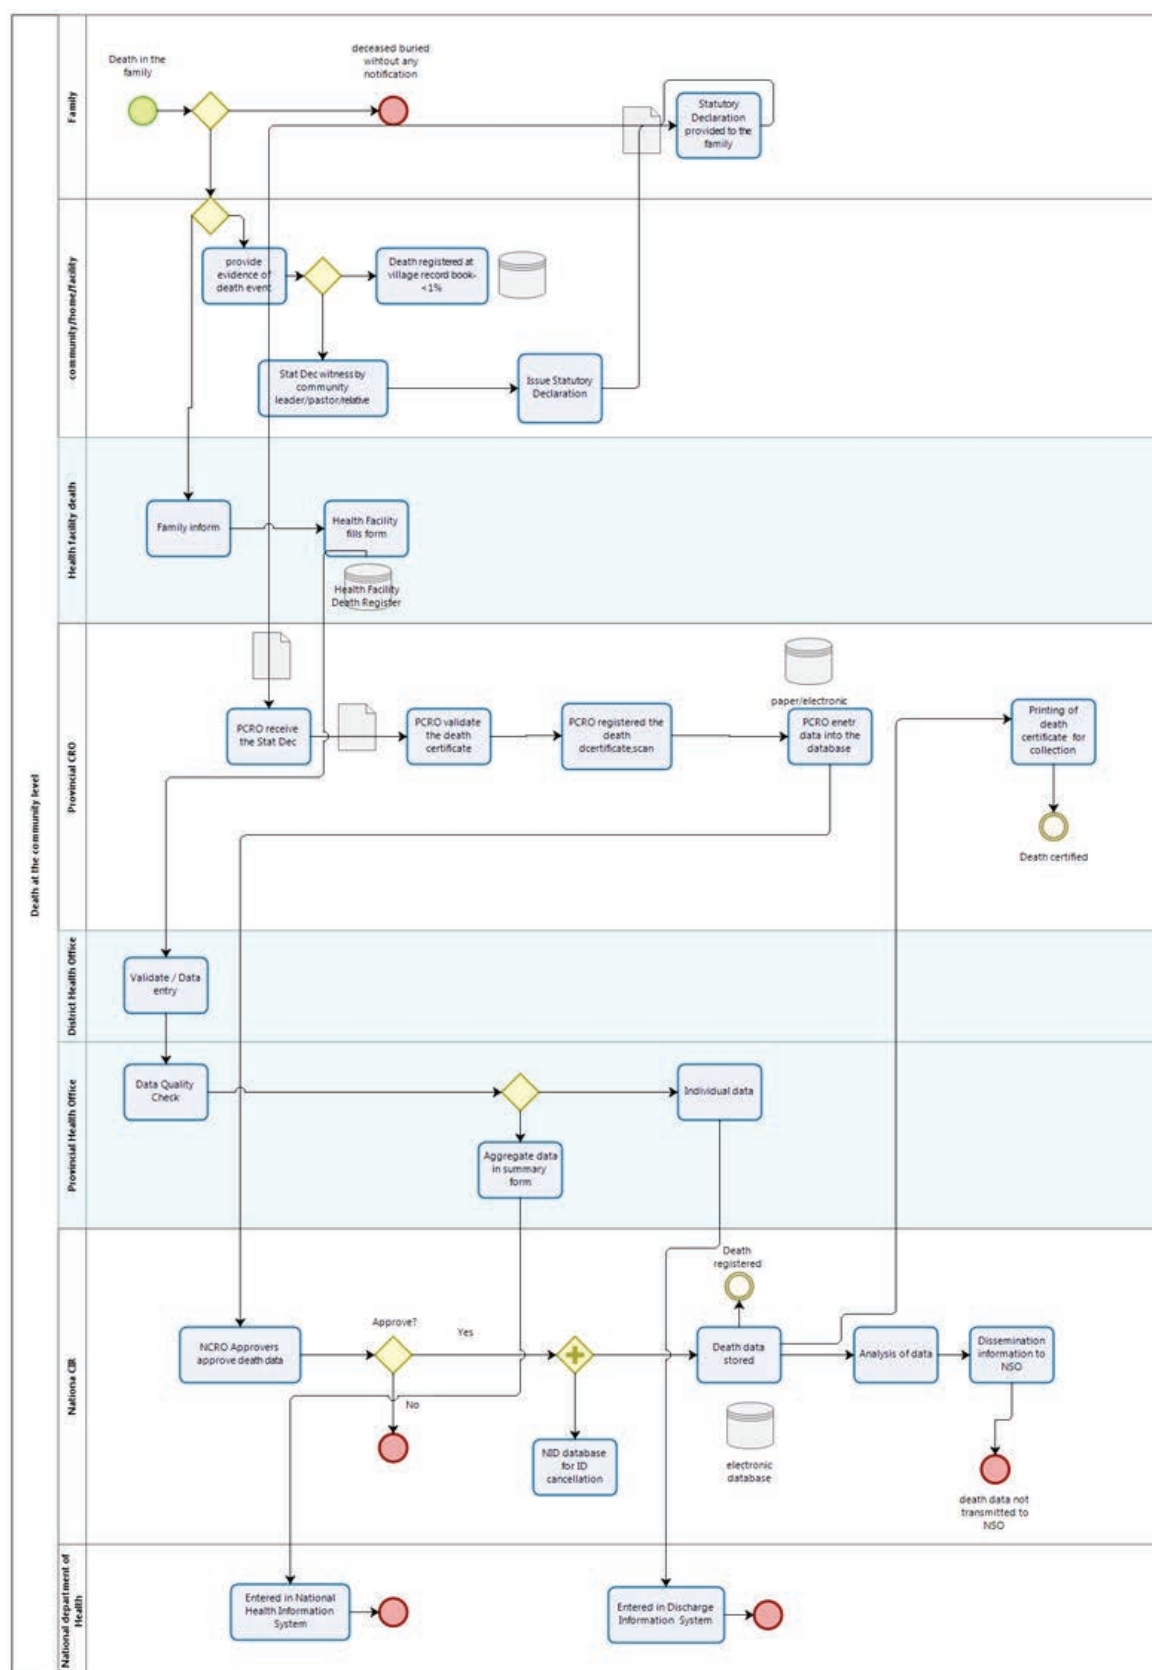 Death at the community level
Family
Death in the
family
deceased buried
wihtout any
notification
Statutory
Declaration
provided to the
family
community/home/facility
provide
evidence of
death event
Death registered at
village record book-
<1%
Stat Dec witness by
community
leader/pastor/relative
Issue Statutory
Declaration
Health facility death
Family inform
Health Facility
fills form
Health Facility
Death Register
Provincial CRO
PCRO receive
the Stat Dec
PCRO validate
the death
certificate
PCRO registered the
death
dcertificate,scan
paper/electronic
PCRO enetr
data into the
database
Printing of
death
certificate for
collection
Death certified
District Health Office
Validate / Data
entry
Provincial Health Office
Data Quality
Check
Individual data
Aggregate data
in summary
form
Nationa CIR
NCRO Approvers
approve death data
Approve?
Yes
No
NID database
for ID
cancellation
Death
registered
Death data
stored
electronic
database
Analysis of data
Dissemination
information to
NSO
death data not
transmitted to
NSO
National department of
Health
Entered in National
Health Information
System
Entered in Discharge
Information System